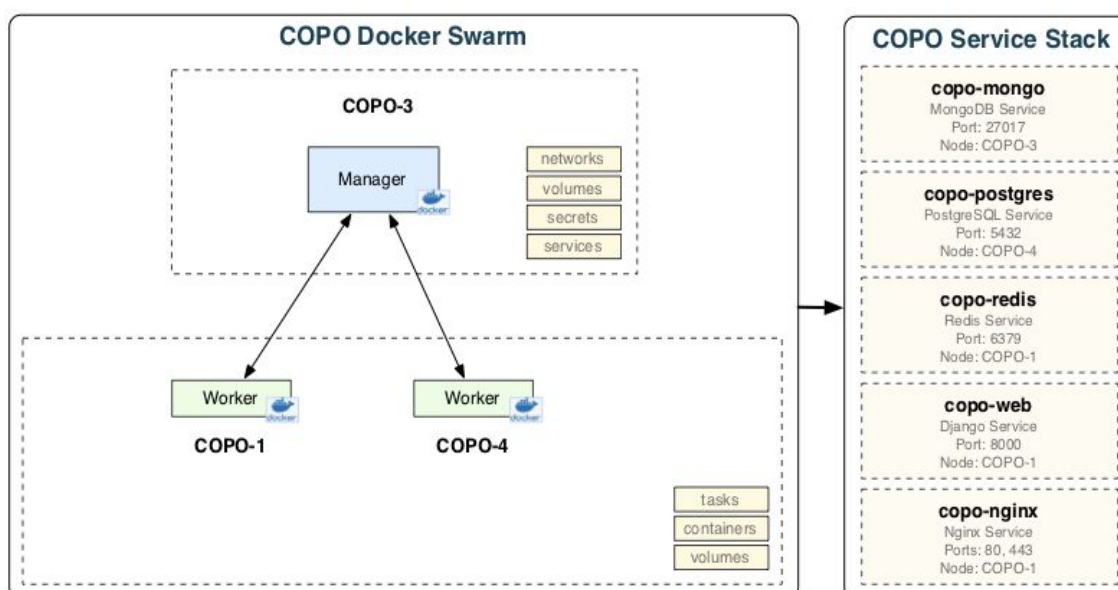 COPO Docker Swarm
COPO-3
Manager
docker
networks
volumes
secrets
services
Worker
docker
COPO-1
Worker
docker
COPO-4
tasks
containers
volumes
COPO Service Stack
copo-mongo
MongoDB Service
Port: 27017
Node: COPO-3
copo-postgres
PostgreSQL Service
Port: 5432
Node: COPO-4
copo-redis
Redis Service
Port: 6379
Node: COPO-1
copo-web
Django Service
Port: 8000
Node: COPO-1
copo-nginx
Nginx Service
Ports: 80, 443
Node: COPO-1